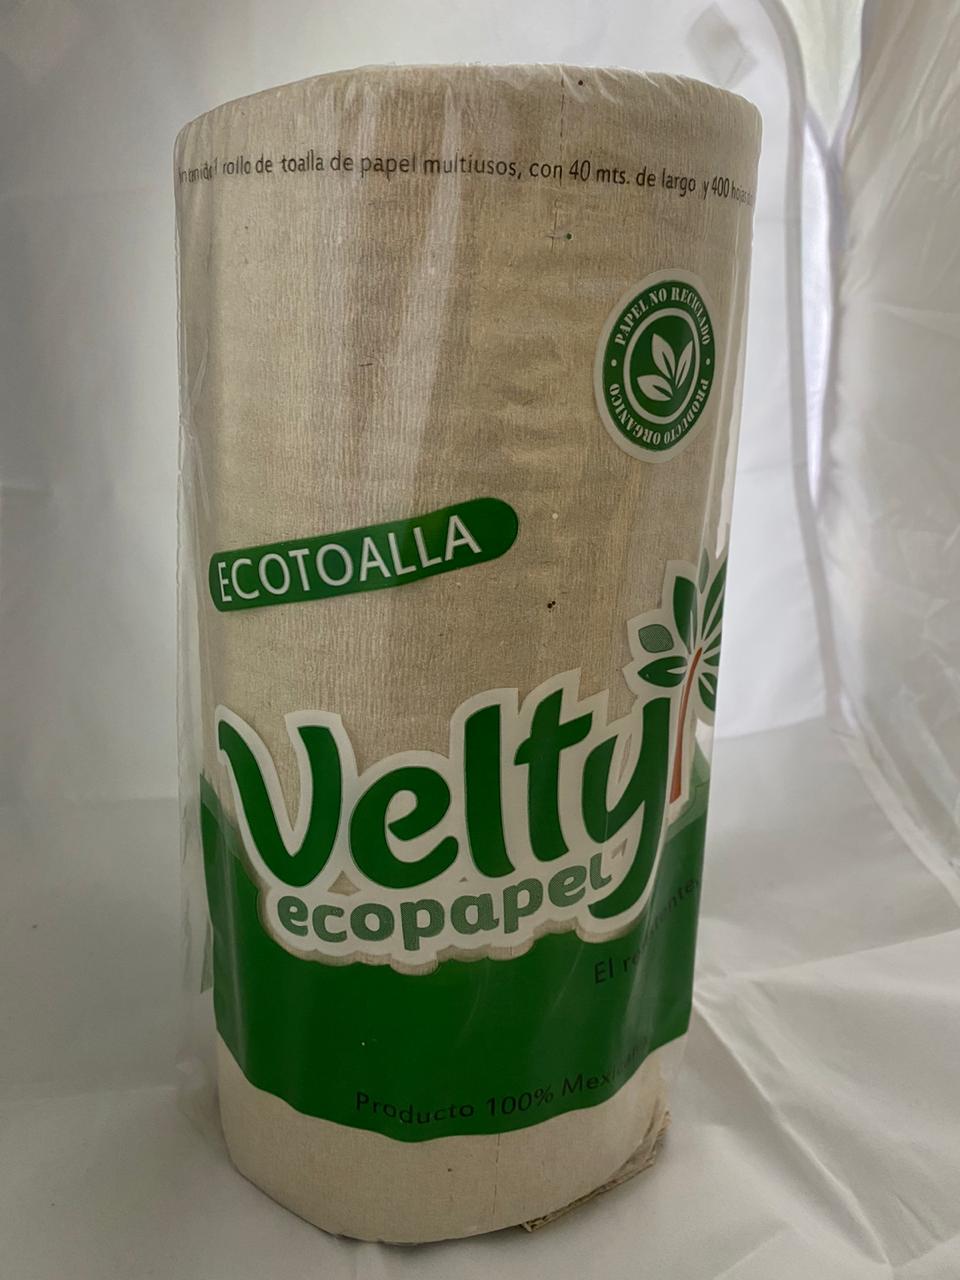 rollo de toalla de papel multiusos, con 40 mts. de largo y 400
PAPEL NO RECICLADO
PRODUCTO ORGÁNICO
ECOTOALLA
Velty
ecopapel
El
Producto 100%